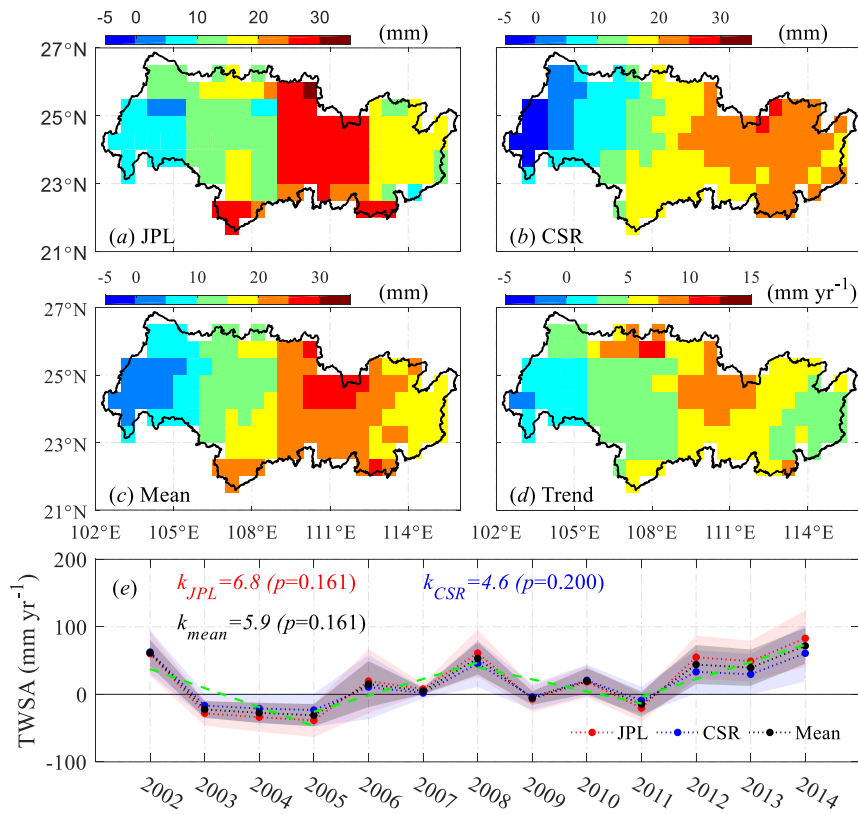 -5 0 10 20 30 (mm)
-5 0 10 20 30 (mm)
27°N
25°N
23°N
21°N
(a) JPL
(b) CSR
-5 0 10 20 30 (mm)
-5 0 5 10 15 (mm yr-1)
27°N
25°N
23°N
21°N
(c) Mean
(d) Trend
102°E 105°E 108°E 111°E 114°E
102°E 105°E 108°E 111°E 114°E
TWSA (mm yr-1)
200
100
0
-100
(e)
kJPL=6.8 (p=0.161)
kCSR=4.6 (p=0.200)
kmean=5.9 (p=0.161)
JPL CSR Mean
2002 2003 2004 2005 2006 2007 2008 2009 2010 2011 2012 2013 2014